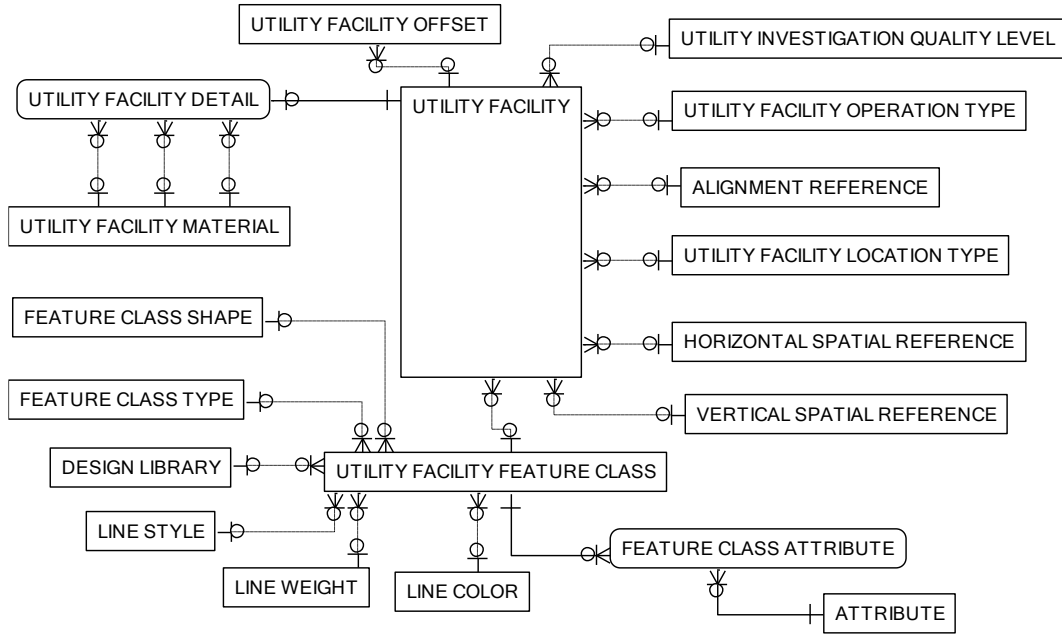 UTILITY FACILITY OFFSET
UTILITY INVESTIGATION QUALITY LEVEL
UTILITY FACILITY DETAIL
UTILITY FACILITY
UTILITY FACILITY OPERATION TYPE
ALIGNMENT REFERENCE
UTILITY FACILITY MATERIAL
UTILITY FACILITY LOCATION TYPE
FEATURE CLASS SHAPE
HORIZONTAL SPATIAL REFERENCE
FEATURE CLASS TYPE
VERTICAL SPATIAL REFERENCE
DESIGN LIBRARY
UTILITY FACILITY FEATURE CLASS
LINE STYLE
FEATURE CLASS ATTRIBUTE
LINE WEIGHT
LINE COLOR
ATTRIBUTE